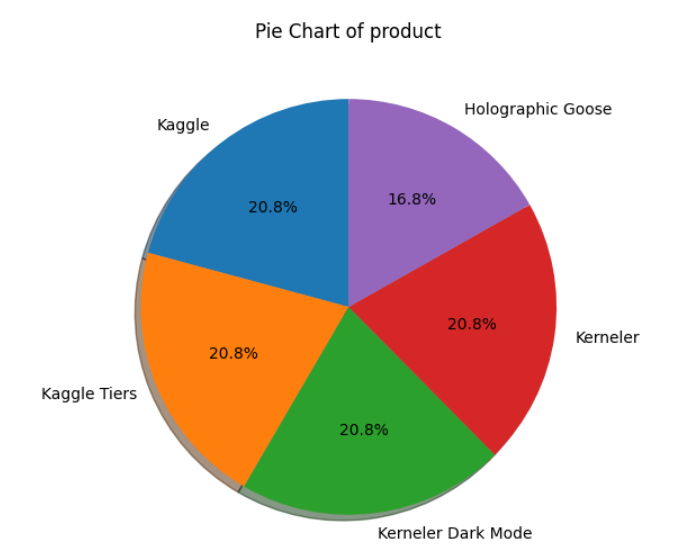 Pie Chart of product
Holographic Goose
Kaggle
16.8%
20.8%
20.8%
Kerneler
20.8%
Kaggle Tiers
20.8%
Kerneler Dark Mode